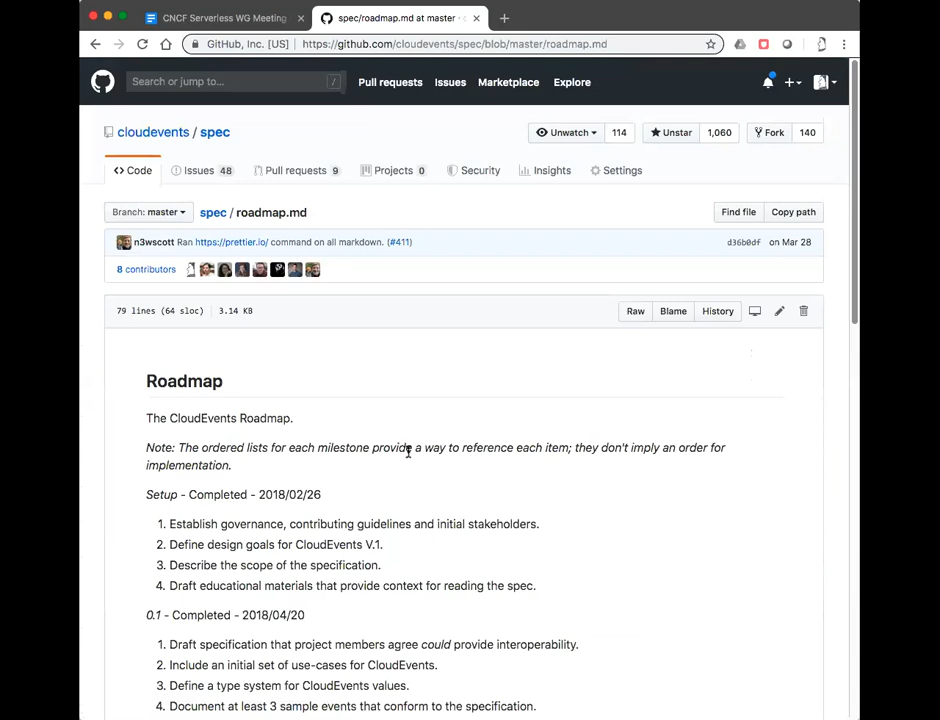 CNCF Serverless WG Meeting
spec/roadmap.md at master ·
GitHub, Inc. [US] https://github.com/cloudevents/spec/blob/master/roadmap.md
Search or jump to... / Pull requests Issues Marketplace Explore
cloudevents / spec Unwatch 114 Unstar 1,060 Fork 140
<> Code Issues 48 Pull requests 9 Projects 0 Security Insights Settings
Branch: master spec / roadmap.md Find file Copy path
n3wscott Ran https://prettier.io/ command on all markdown. (#411) d36b0df on Mar 28
8 contributors
79 lines (64 sloc) 3.14 KB Raw Blame History
Roadmap
The CloudEvents Roadmap.
Note: The ordered lists for each milestone provide a way to reference each item; they don't imply an order for
implementation.
Setup - Completed - 2018/02/26
1. Establish governance, contributing guidelines and initial stakeholders.
2. Define design goals for CloudEvents V.1.
3. Describe the scope of the specification.
4. Draft educational materials that provide context for reading the spec.
0.1 - Completed - 2018/04/20
1. Draft specification that project members agree could provide interoperability.
2. Include an initial set of use-cases for CloudEvents.
3. Define a type system for CloudEvents values.
4. Document at least 3 sample events that conform to the specification.